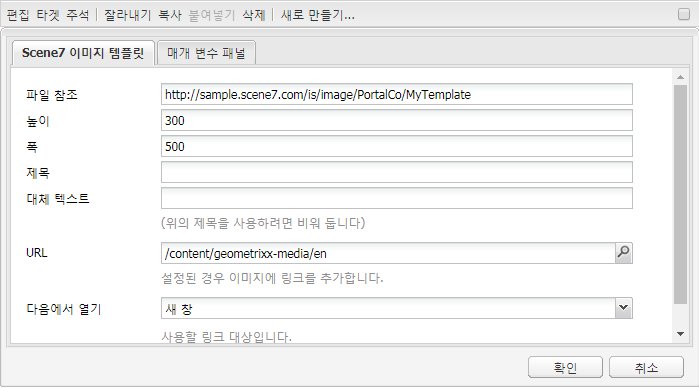 편집 타겟 주석 잘라내기 복사 붙여넣기 삭제 새로 만들기...
Scene7 이미지 템플릿 매개 변수 패널
파일 참조 http://sample.scene7.com/is/image/PortalCo/MyTemplate
높이 300
폭 500
제목
대체 텍스트
(위의 제목을 사용하려면 비워 둡니다)
URL /content/geometrixx-media/en
설정된 경우 이미지에 링크를 추가합니다.
다음에서 열기 새 창
사용할 링크 대상입니다.
확인 취소